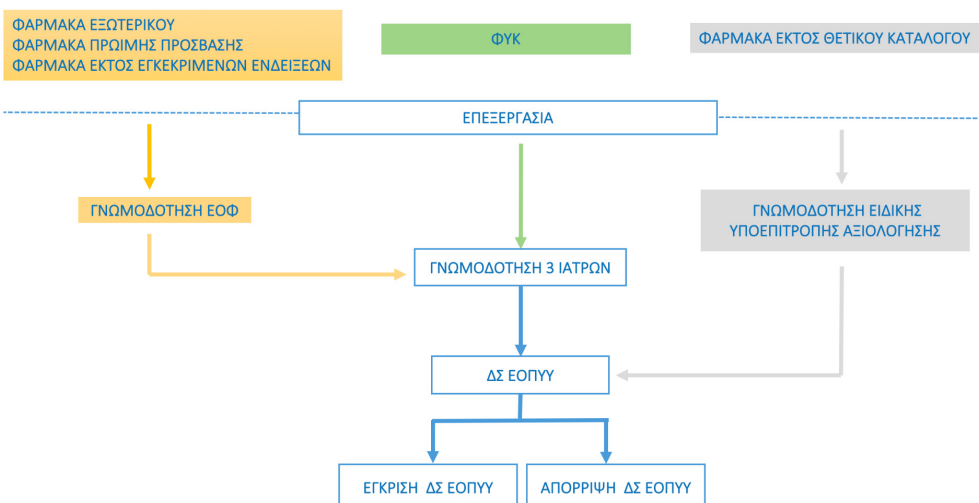 ΦΑΡΜΑΚΑ ΕΞΩΤΕΡΙΚΟΥ
ΦΑΡΜΑΚΑ ΠΡΩΙΜΗΣ ΠΡΟΣΒΑΣΗΣ
ΦΑΡΜΑΚΑ ΕΚΤΟΣ ΕΓΚΕΚΡΙΜΕΝΩΝ ΕΝΔΕΙΞΕΩΝ
ΦΥΚ
ΦΑΡΜΑΚΑ ΕΚΤΟΣ ΘΕΤΙΚΟΥ ΚΑΤΑΛΟΓΟΥ
ΕΠΕΞΕΡΓΑΣΙΑ
ΓΝΩΜΟΔΟΤΗΣΗ ΕΟΦ
ΓΝΩΜΟΔΟΤΗΣΗ ΕΙΔΙΚΗΣ
ΥΠΟΕΠΙΤΡΟΠΗΣ ΑΞΙΟΛΟΓΗΣΗΣ
ΓΝΩΜΟΔΟΤΗΣΗ 3 ΙΑΤΡΩΝ
ΔΣ ΕΟΠΥΥ
ΕΓΚΡΙΣΗ ΔΣ ΕΟΠΥΥ
ΑΠΟΡΡΙΨΗ ΔΣ ΕΟΠΥΥ